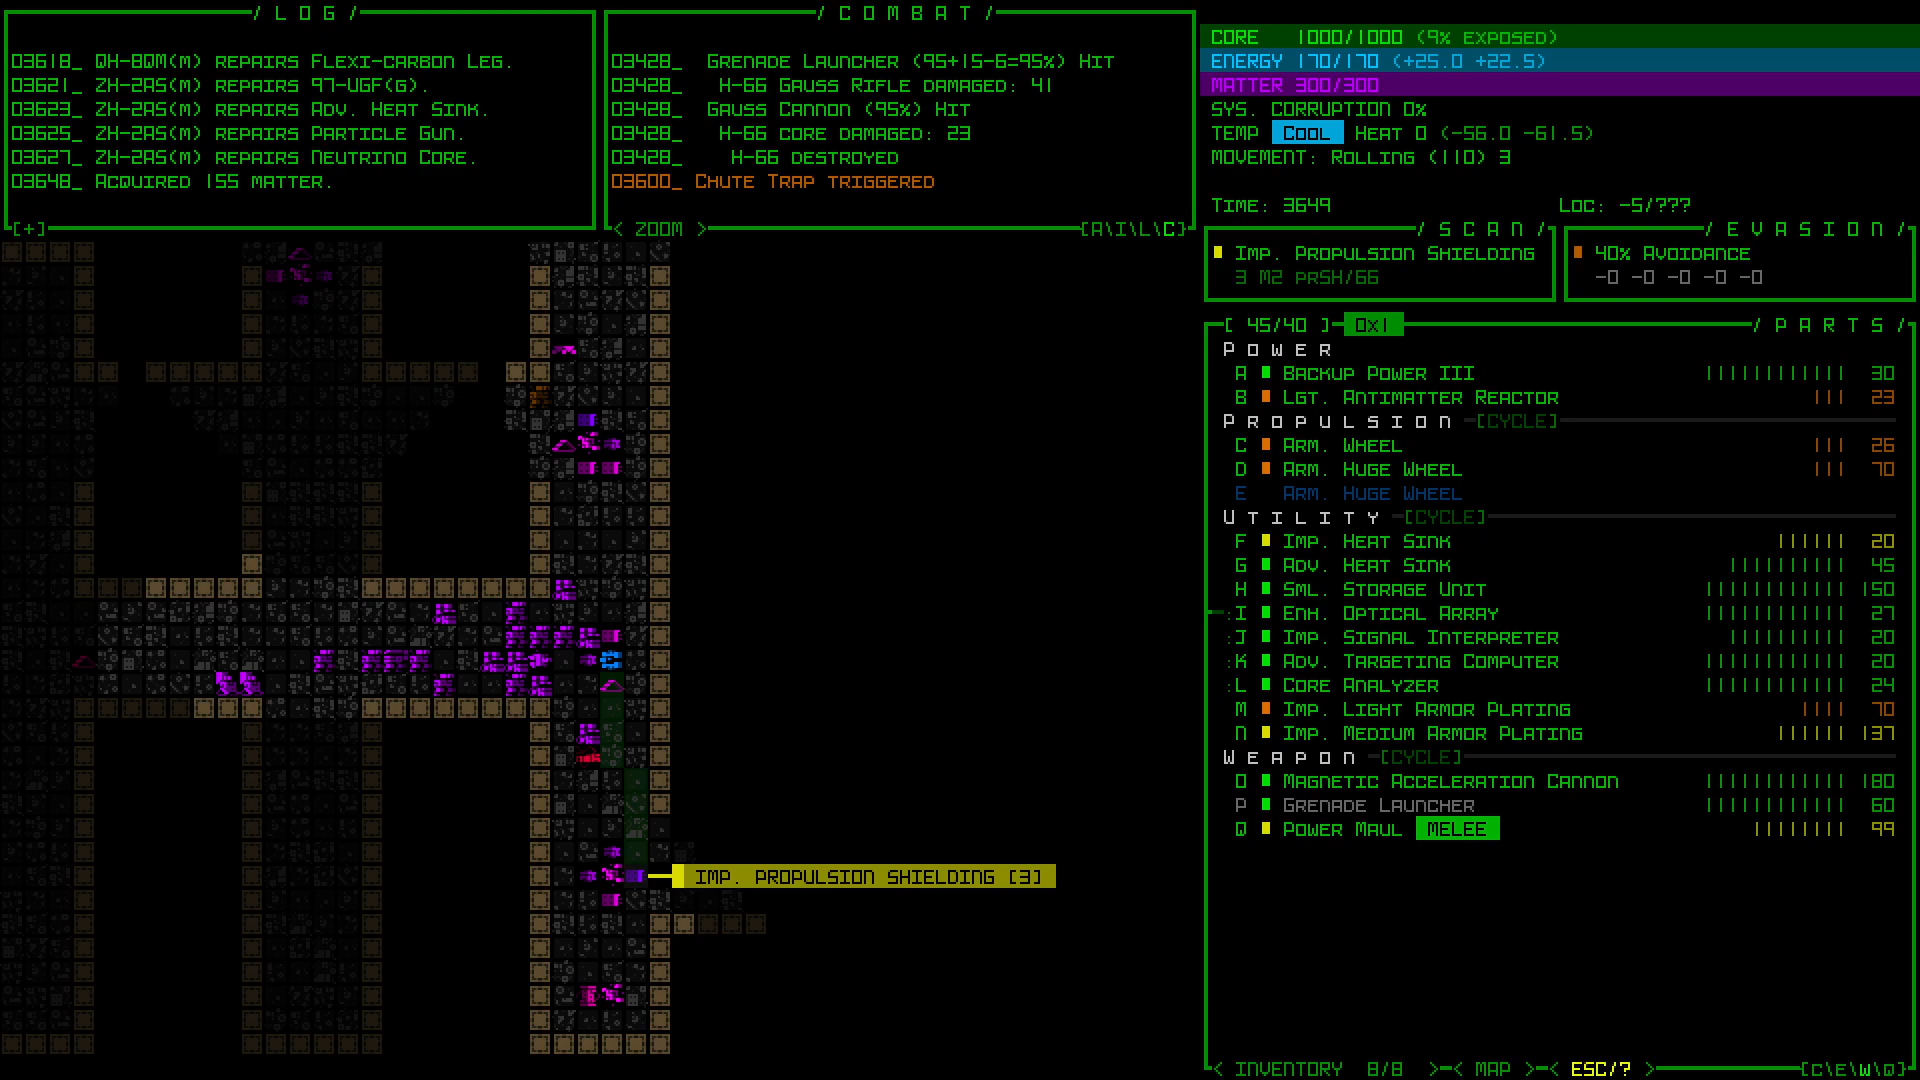 / L O G /
03618_ QH-8QM(m) REPAIRS FLEXI-CARBON LEG.
03621_ ZH-2AS(m) REPAIRS 97-UGF(G).
03623_ ZH-2AS(m) REPAIRS ADV. HEAT SINK.
03625_ ZH-2AS(m) REPAIRS PARTICLE GUN.
03627_ ZH-2AS(m) REPAIRS NEUTRINO CORE.
03648_ ACQUIRED 155 MATTER.
[+]
/ C O M B A T /
03428_ GRENADE LAUNCHER (95+15-6=95%) HIT
03428_ H-66 GAUSS RIFLE DAMAGED: 41
03428_ GAUSS CANNON (95%) HIT
03428_ H-66 CORE DAMAGED: 23
03428_ H-66 DESTROYED
03600_ CHUTE TRAP TRIGGERED
< ZOOM >
[A\I\L\C]
CORE 1000/1000 (9% EXPOSED)
ENERGY 170/170 (+25.0 +22.5)
MATTER 300/300
SYS. CORRUPTION 0%
TEMP COOL HEAT 0 (-56.0 -61.5)
MOVEMENT: ROLLING (110) 3
TIME: 3649 LOC: -5/???
/ S C A N /
IMP. PROPULSION SHIELDING
3 M2 PRSH/66
/ E V A S I O N /
40% AVOIDANCE
-0 -0 -0 -0 -0
[ 45/40 ] 0x1 / P A R T S /
P O W E R
A BACKUP POWER III 30
B LGT. ANTIMATTER REACTOR 23
P R O P U L S I O N [CYCLE]
C ARM. WHEEL 26
D ARM. HUGE WHEEL 70
E ARM. HUGE WHEEL
U T I L I T Y [CYCLE]
F IMP. HEAT SINK 20
G ADV. HEAT SINK 45
H SML. STORAGE UNIT 150
:I ENH. OPTICAL ARRAY 27
:J IMP. SIGNAL INTERPRETER 20
:K ADV. TARGETING COMPUTER 20
:L CORE ANALYZER 24
M IMP. LIGHT ARMOR PLATING 70
N IMP. MEDIUM ARMOR PLATING 137
W E A P O N [CYCLE]
O MAGNETIC ACCELERATION CANNON 180
P GRENADE LAUNCHER 60
Q POWER MAUL MELEE 99
IMP. PROPULSION SHIELDING [3]
< INVENTORY 8/8 > < MAP > < ESC/? > [C\E\W\Q]